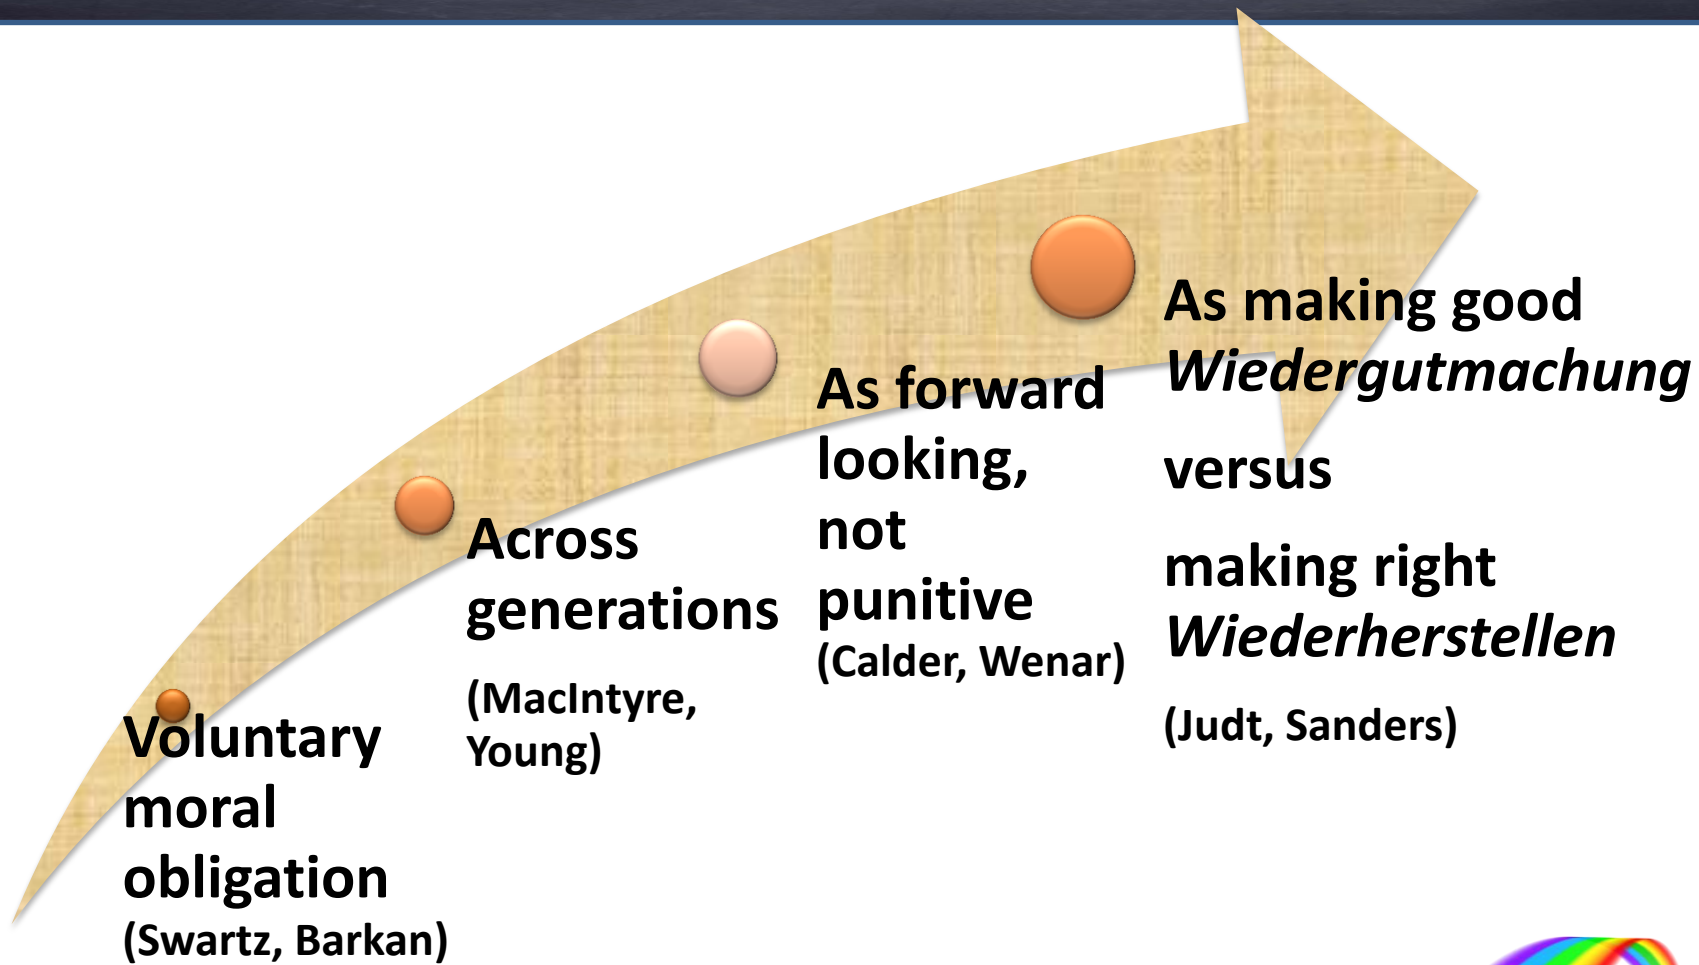 Voluntary
moral
obligation
(Swartz, Barkan)
Across
generations
(MacIntyre,
Young)
As forward
looking,
not
punitive
(Calder, Wenar)
As making good
Wiedergutmachung
versus
making right
Wiederherstellen
(Judt, Sanders)